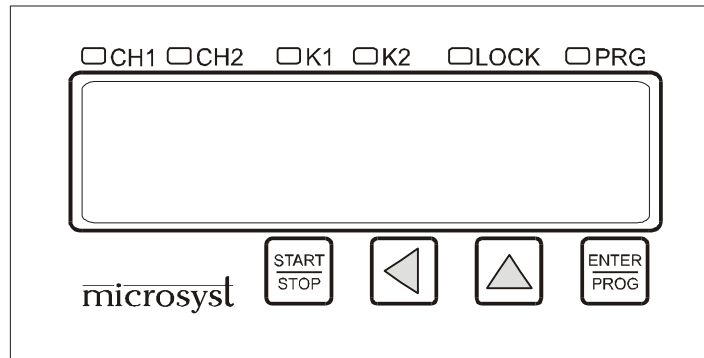 CH1 CH2 K1 K2 LOCK PRG
START
STOP
ENTER
PROG
microsyst